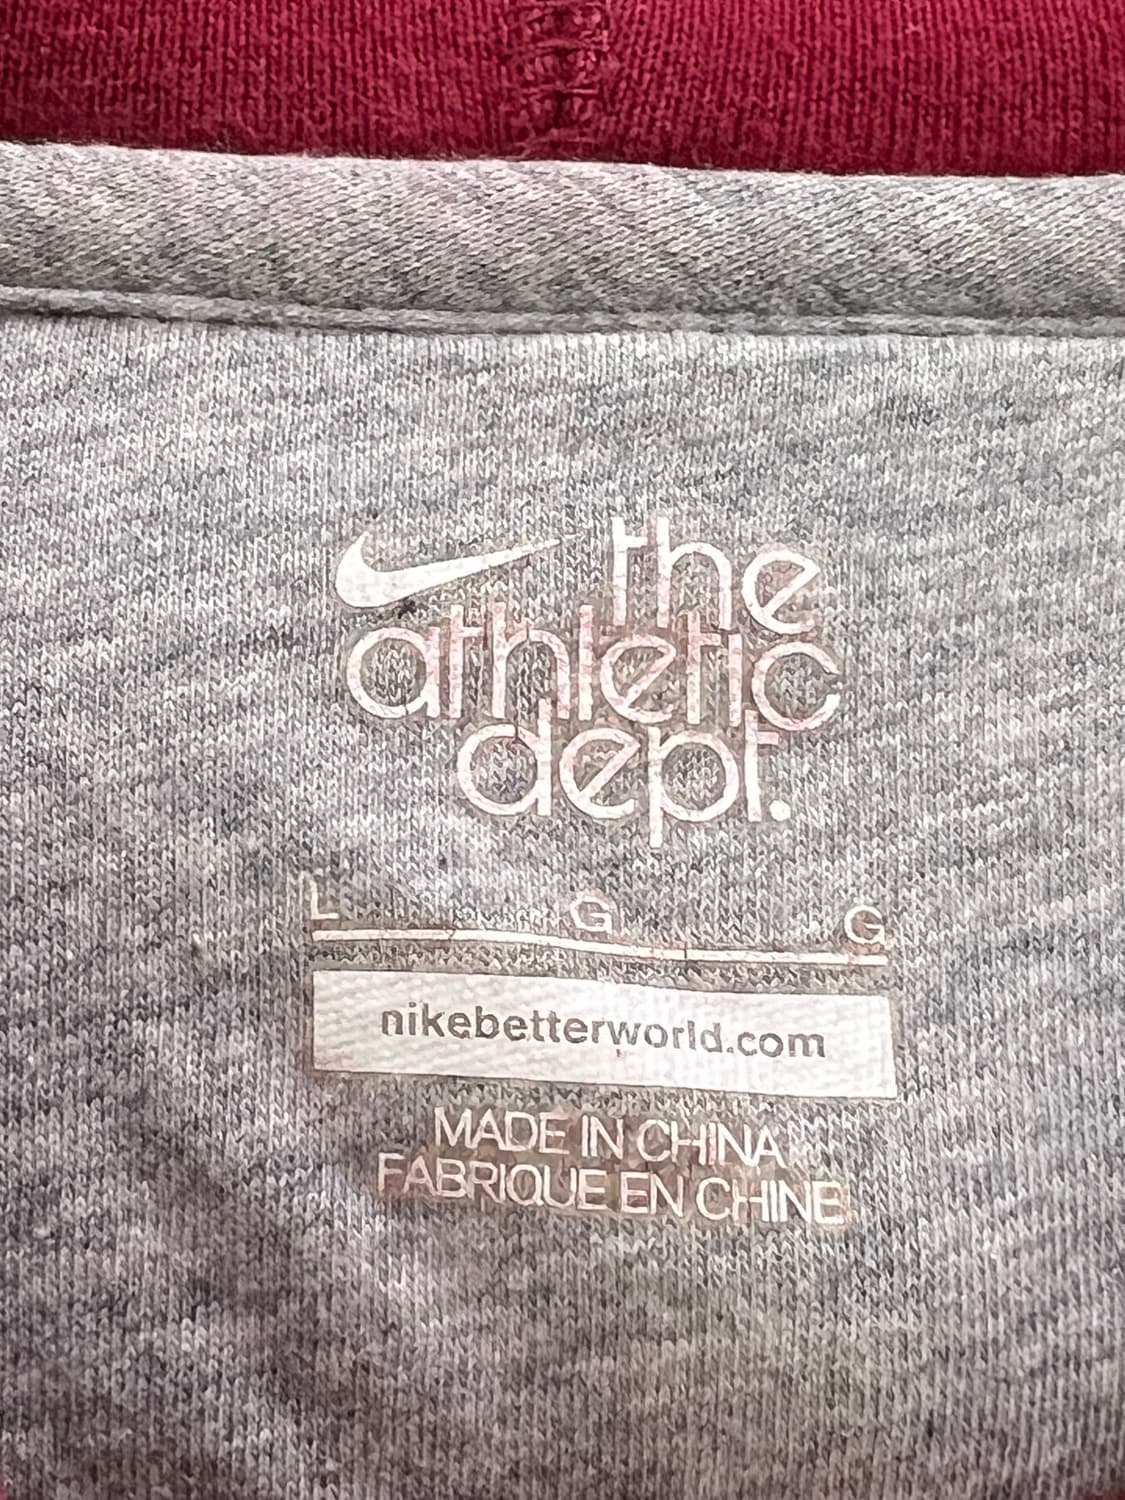 the
athletic
dept.
L G G
nikebetterworld.com
MADE IN CHINA
FABRIQUE EN CHINE